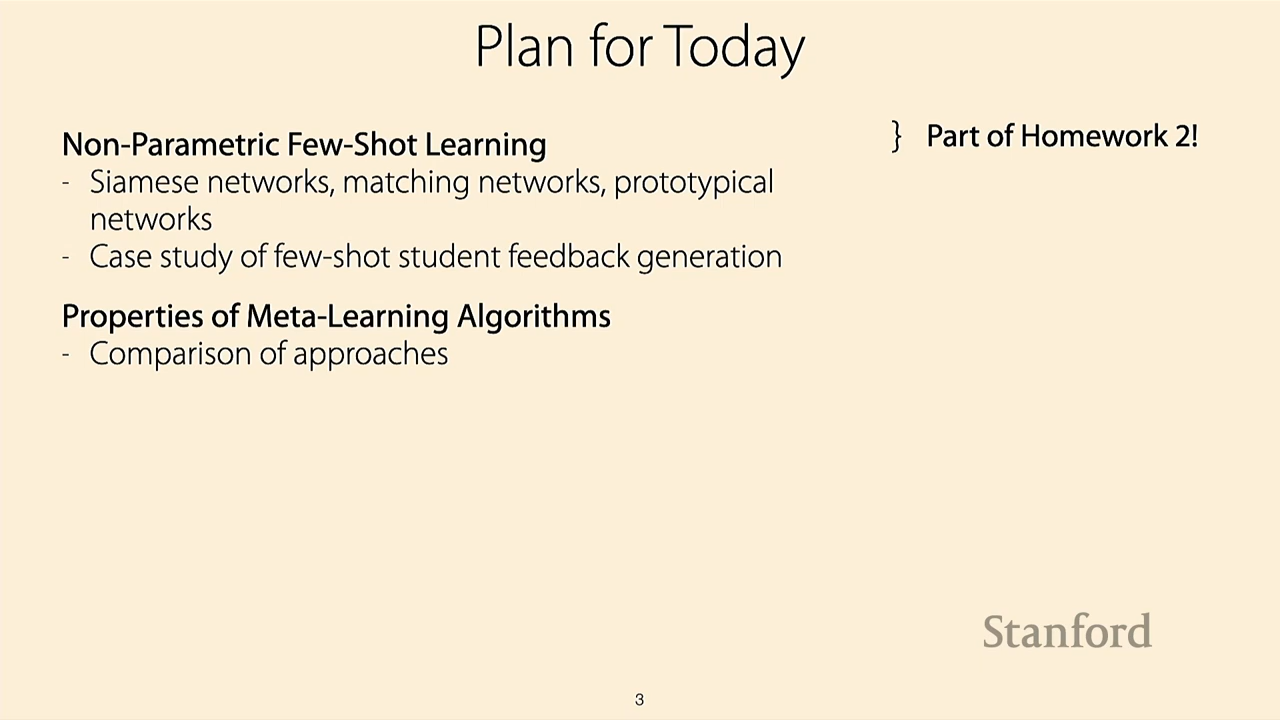 Plan for Today
Non-Parametric Few-Shot Learning
- Siamese networks, matching networks, prototypical
networks
- Case study of few-shot student feedback generation
Properties of Meta-Learning Algorithms
- Comparison of approaches
} Part of Homework 2!
Stanford
3